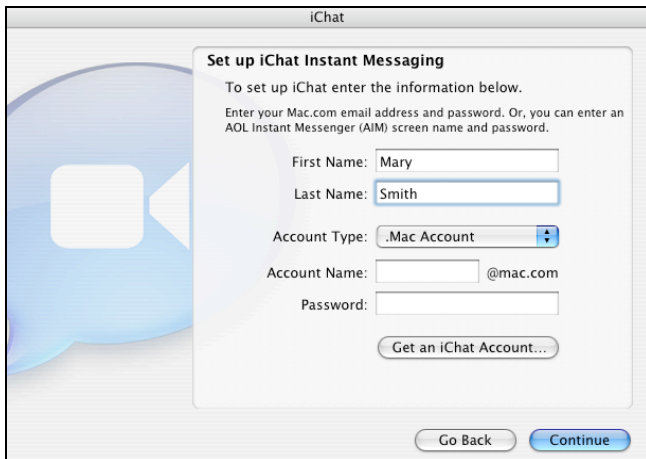 iChat
Set up iChat Instant Messaging
To set up iChat enter the information below.
Enter your Mac.com email address and password. Or, you can enter an
AOL Instant Messenger (AIM) screen name and password.
First Name: Mary
Last Name: Smith
Account Type: .Mac Account
Account Name: @mac.com
Password:
Get an iChat Account...
Go Back Continue